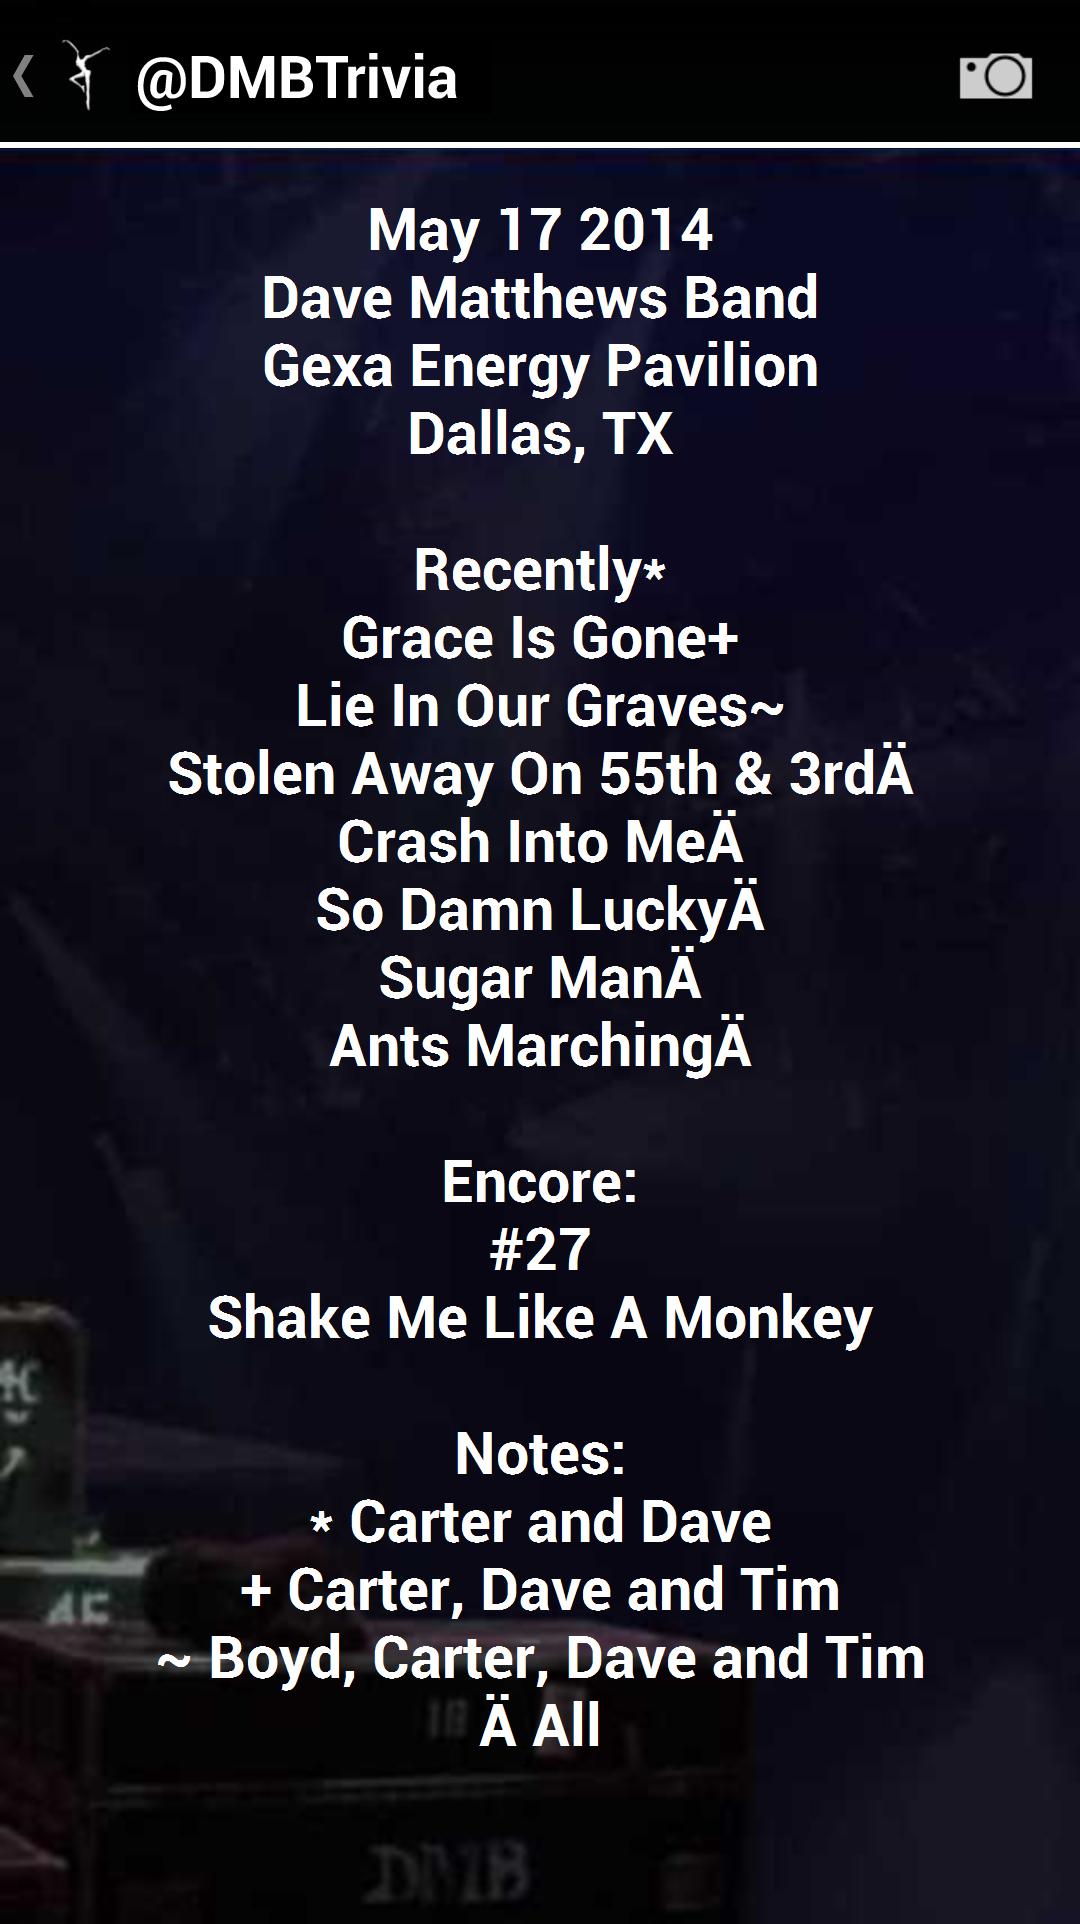 @DMBTrivia
May 17 2014
Dave Matthews Band
Gexa Energy Pavilion
Dallas, TX
Recently*
Grace Is Gone+
Lie In Our Graves~
Stolen Away On 55th & 3rdÄ
Crash Into MeÄ
So Damn LuckyÄ
Sugar ManÄ
Ants MarchingÄ
Encore:
#27
Shake Me Like A Monkey
Notes:
* Carter and Dave
+ Carter, Dave and Tim
~ Boyd, Carter, Dave and Tim
Ä All
18
DMB